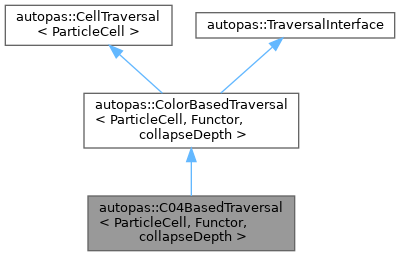 autopas::CellTraversal
< ParticleCell >
autopas::TraversalInterface
autopas::ColorBasedTraversal
< ParticleCell, Functor,
collapseDepth >
autopas::C04BasedTraversal
< ParticleCell, Functor,
collapseDepth >